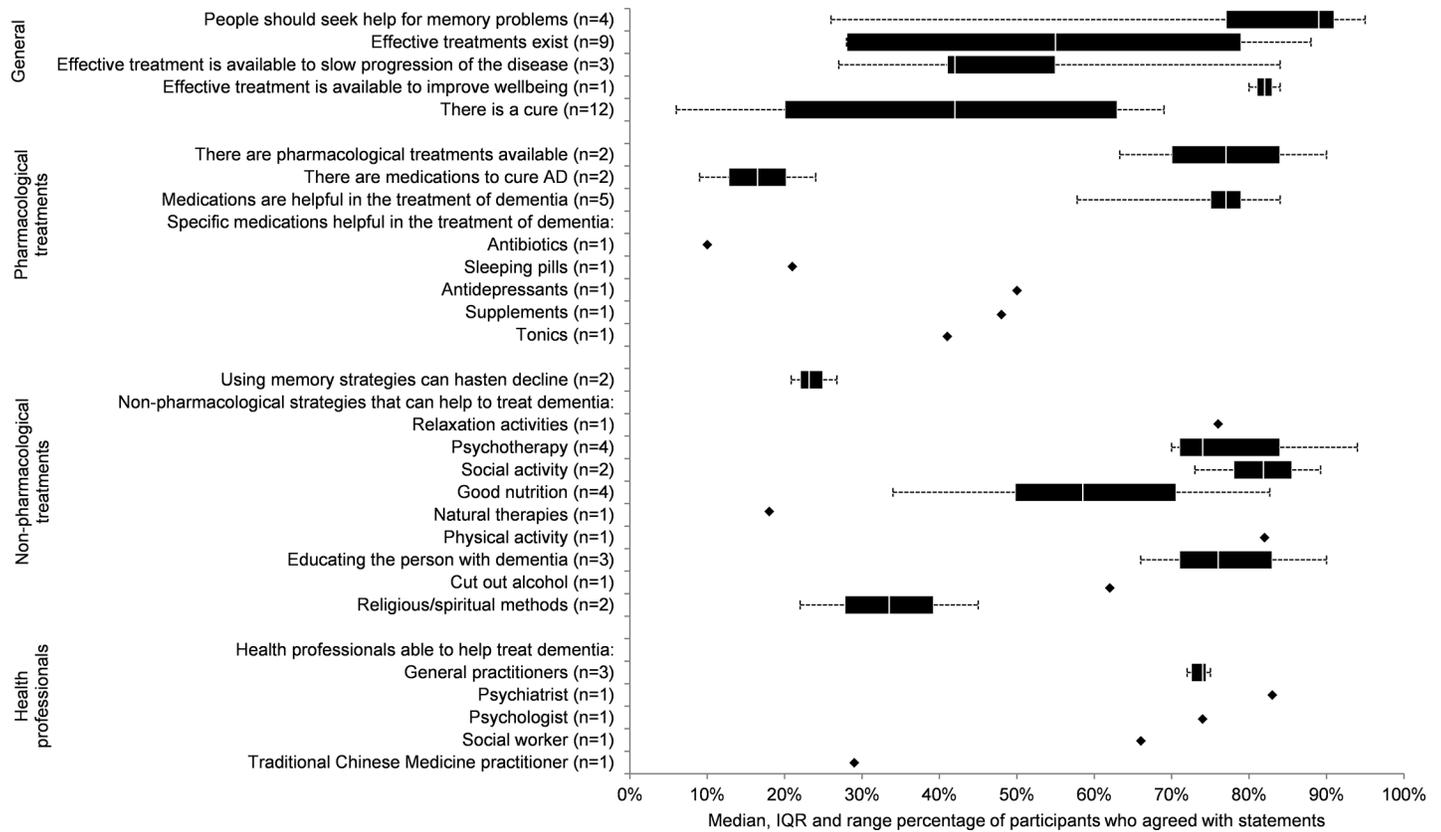 General
People should seek help for memory problems (n=4)
Effective treatments exist (n=9)
Effective treatment is available to slow progression of the disease (n=3)
Effective treatment is available to improve wellbeing (n=1)
There is a cure (n=12)
Pharmacological
treatments
There are pharmacological treatments available (n=2)
There are medications to cure AD (n=2)
Medications are helpful in the treatment of dementia (n=5)
Specific medications helpful in the treatment of dementia:
Antibiotics (n=1)
Sleeping pills (n=1)
Antidepressants (n=1)
Supplements (n=1)
Tonics (n=1)
Non-pharmacological
treatments
Using memory strategies can hasten decline (n=2)
Non-pharmacological strategies that can help to treat dementia:
Relaxation activities (n=1)
Psychotherapy (n=4)
Social activity (n=2)
Good nutrition (n=4)
Natural therapies (n=1)
Physical activity (n=1)
Educating the person with dementia (n=3)
Cut out alcohol (n=1)
Religious/spiritual methods (n=2)
Health
professionals
Health professionals able to help treat dementia:
General practitioners (n=3)
Psychiatrist (n=1)
Psychologist (n=1)
Social worker (n=1)
Traditional Chinese Medicine practitioner (n=1)
0% 10% 20% 30% 40% 50% 60% 70% 80% 90% 100%
Median, IQR and range percentage of participants who agreed with statements